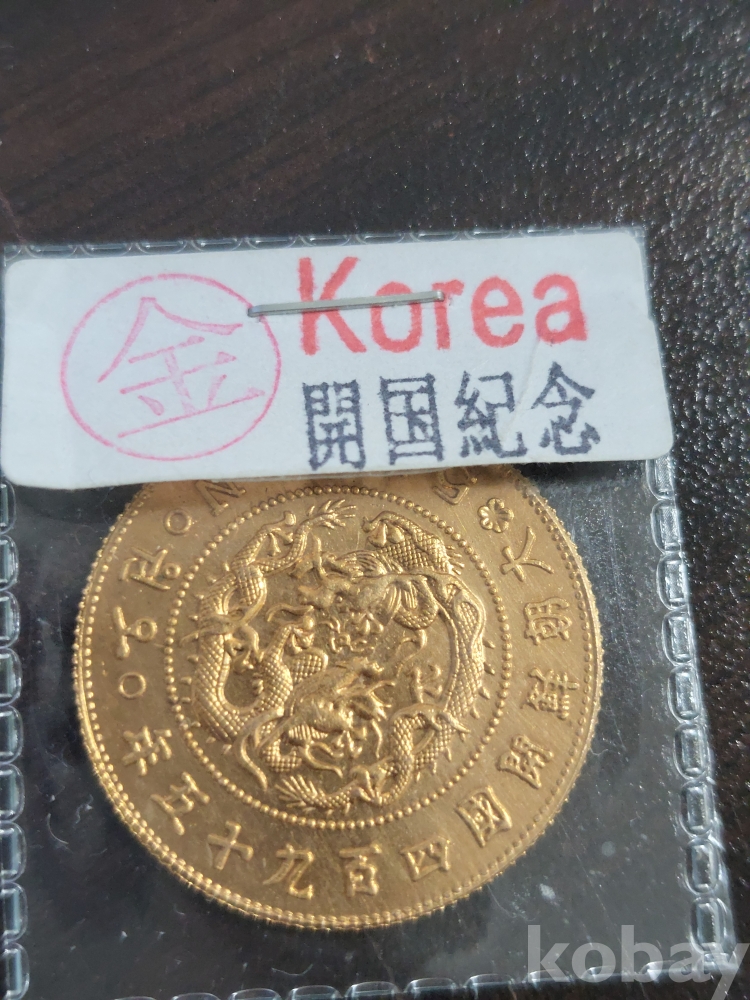 金
Korea
開国紀念
大朝鮮開國四百九十五年
kobay